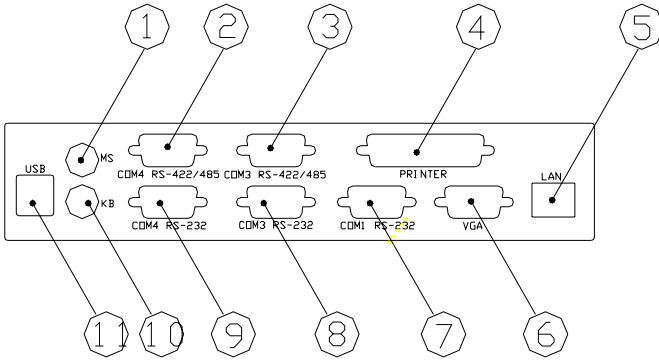 1 2 3 4 5
MS
COM4 RS-422/485 COM3 RS-422/485 PRINTER
USB LAN
KB
COM4 RS-232 COM3 RS-232 COM1 RS-232 VGA
11 10 9 8 7 6